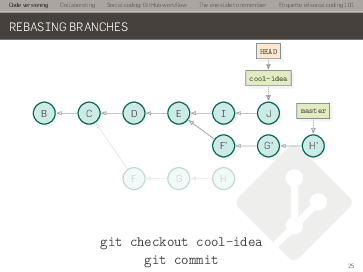 Code versioning Collaborating Social coding: GitHub workflow The one slide to remember Etiquette of social coding 101
REBASING BRANCHES
HEAD
cool-idea
master
B C D E I J
F' G' H'
F G H
git checkout cool-idea
git commit
25